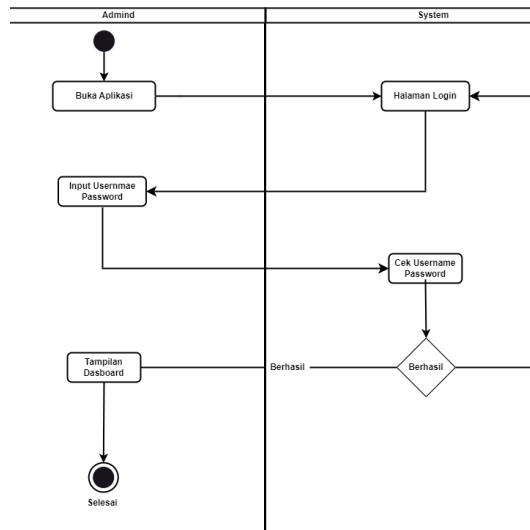 Admind
System
Buka Aplikasi
Halaman Login
Input Usernmae
Password
Cek Username
Password
Tampilan
Dasboard
Berhasil
Berhasil
Selesai